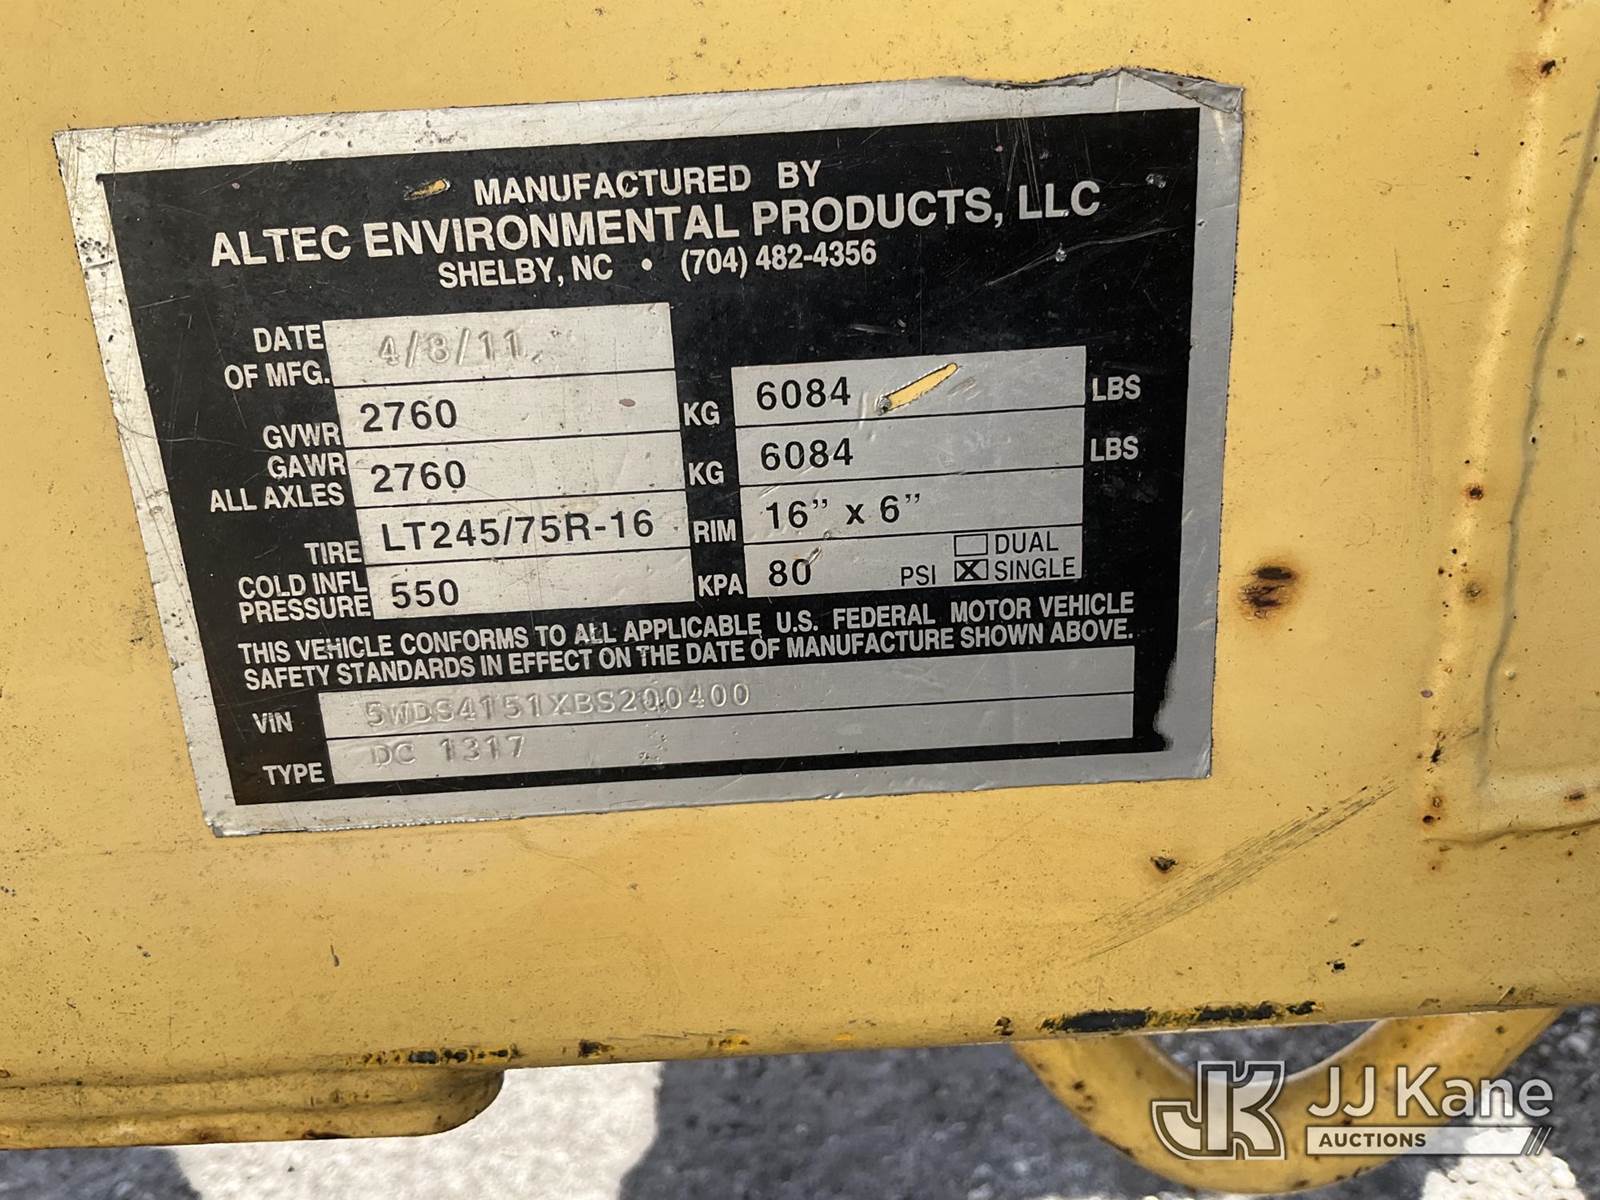 MANUFACTURED BY
ALTEC ENVIRONMENTAL PRODUCTS, LLC
SHELBY, NC • (704) 482-4356
DATE OF MFG. 4/8/11
GVWR 2760 KG 6084 LBS
GAWR ALL AXLES 2760 KG 6084 LBS
TIRE LT245/75R-16 RIM 16” x 6”
COLD INFL PRESSURE 550 KPA 80 PSI DUAL SINGLE
THIS VEHICLE CONFORMS TO ALL APPLICABLE U.S. FEDERAL MOTOR VEHICLE
SAFETY STANDARDS IN EFFECT ON THE DATE OF MANUFACTURE SHOWN ABOVE.
VIN 5WDS4151XBS200400
TYPE DC 1317
JK JJ Kane
AUCTIONS